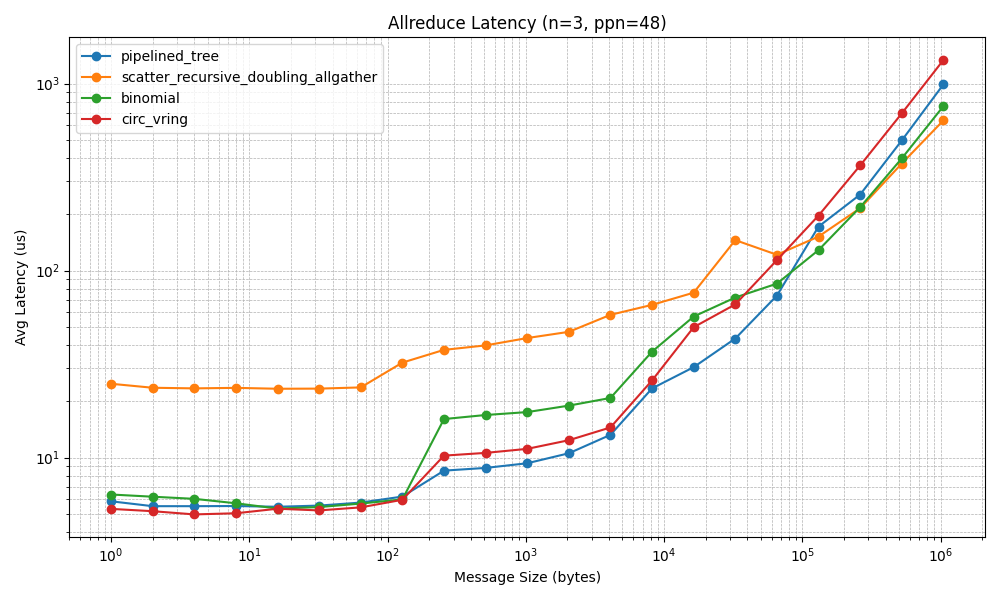 Allreduce Latency (n=3, ppn=48)
pipelined_tree
scatter_recursive_doubling_allgather
binomial
circ_vring
Avg Latency (us)
10³
10²
10¹
10⁰ 10¹ 10² 10³ 10⁴ 10⁵ 10⁶
Message Size (bytes)